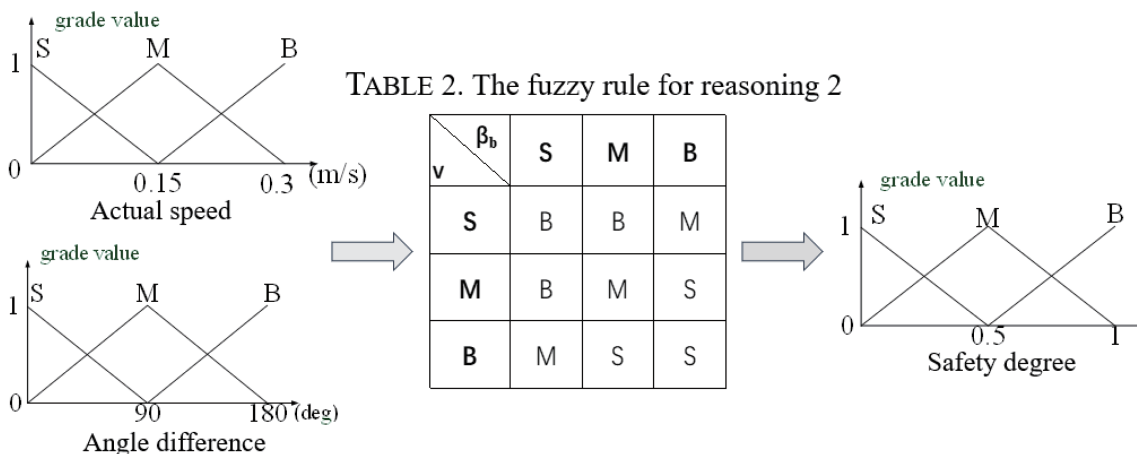 grade value
S M B
1
0
0.15 0.3 (m/s)
Actual speed
grade value
S M B
1
0
90 180 (deg)
Angle difference
TABLE 2. The fuzzy rule for reasoning 2
v βb S M B
S B B M
M B M S
B M S S
grade value
S M B
1
0
0.5 1
Safety degree